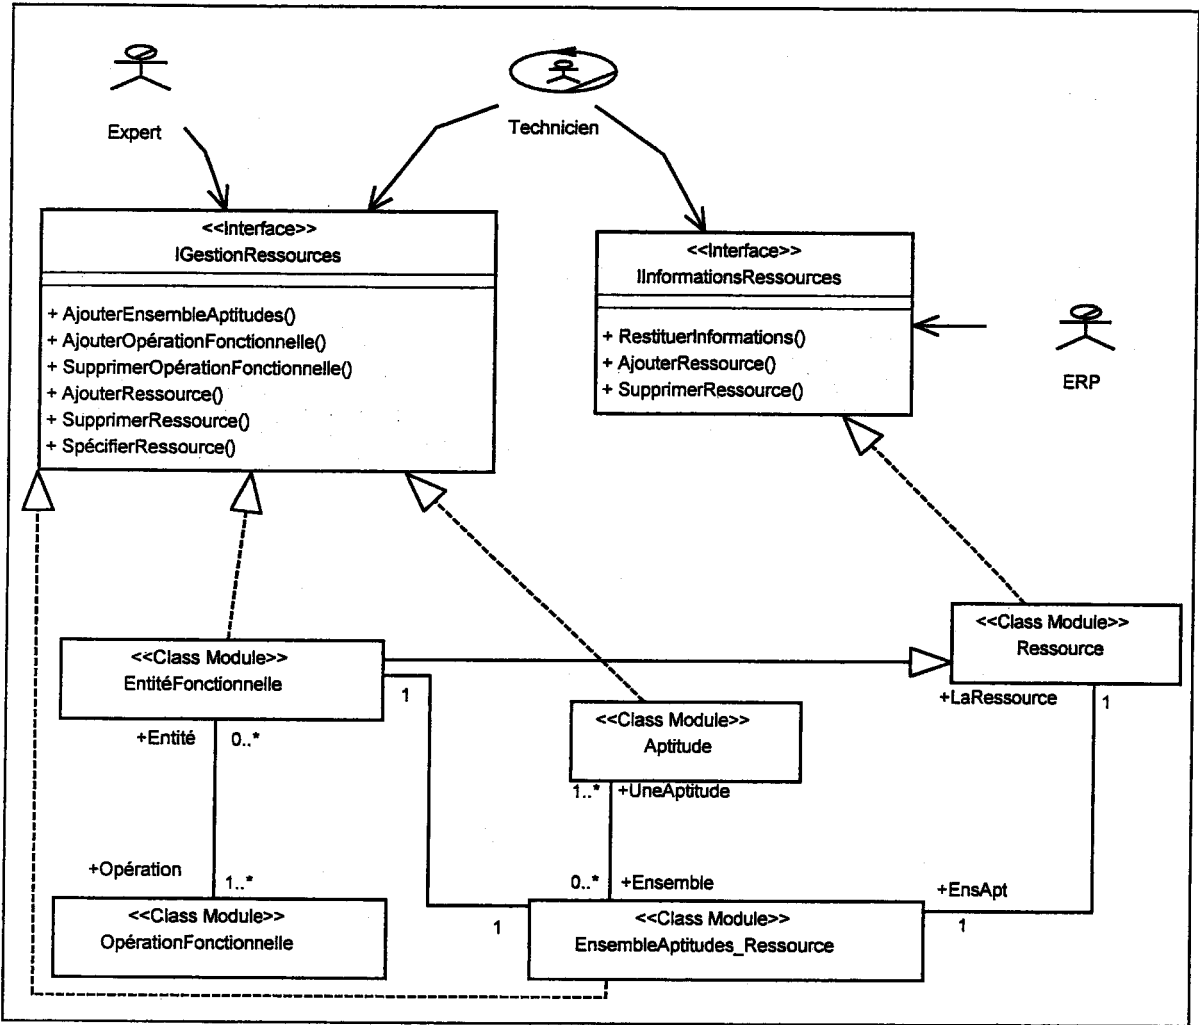 Expert
Technicien
<<Interface>>
IGestionRessources
+ AjouterEnsembleAptitudes()
+ AjouterOpérationFonctionnelle()
+ SupprimerOpérationFonctionnelle()
+ AjouterRessource()
+ SupprimerRessource()
+ SpécifierRessource()
<<Interface>>
IInformationsRessources
+ RestituerInformations()
+ AjouterRessource()
+ SupprimerRessource()
ERP
<<Class Module>>
Ressource
<<Class Module>>
EntitéFonctionnelle
1
+LaRessource
1
<<Class Module>>
Aptitude
+Entité
0..*
1..*
+UneAptitude
+Opération
1..*
0..*
+Ensemble
+EnsApt
<<Class Module>>
OpérationFonctionnelle
1
<<Class Module>>
EnsembleAptitudes_Ressource
1